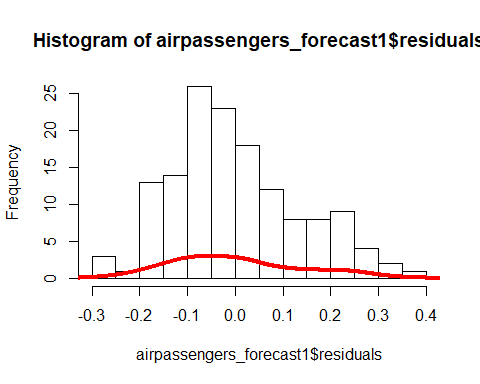 Histogram of airpassengers_forecast1$residuals
Frequency
25
20
15
10
5
0
-0.3 -0.2 -0.1 0.0 0.1 0.2 0.3 0.4
airpassengers_forecast1$residuals